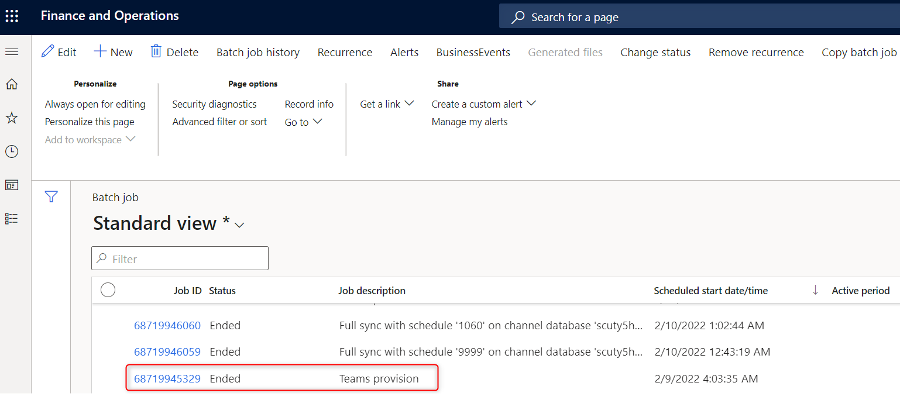 Finance and Operations
Search for a page
Edit New Delete Batch job history Recurrence Alerts BusinessEvents Generated files Change status Remove recurrence Copy batch job
Personalize Page options Share
Always open for editing Security diagnostics Record info Get a link Create a custom alert
Personalize this page Advanced filter or sort Go to Manage my alerts
Add to workspace
Batch job
Standard view *
Filter
Job ID Status Job description Scheduled start date/time Active period
68719946060 Ended Full sync with schedule '1060' on channel database 'scuty5h... 2/10/2022 1:02:44 AM
68719946059 Ended Full sync with schedule '9999' on channel database 'scuty5h... 2/10/2022 12:43:19 AM
68719945329 Ended Teams provision 2/9/2022 4:03:35 AM